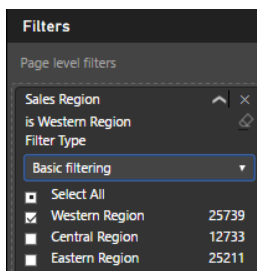 Filters
Page level filters
Sales Region
is Western Region
Filter Type
Basic filtering
Select All
Western Region 25739
Central Region 12733
Eastern Region 25211